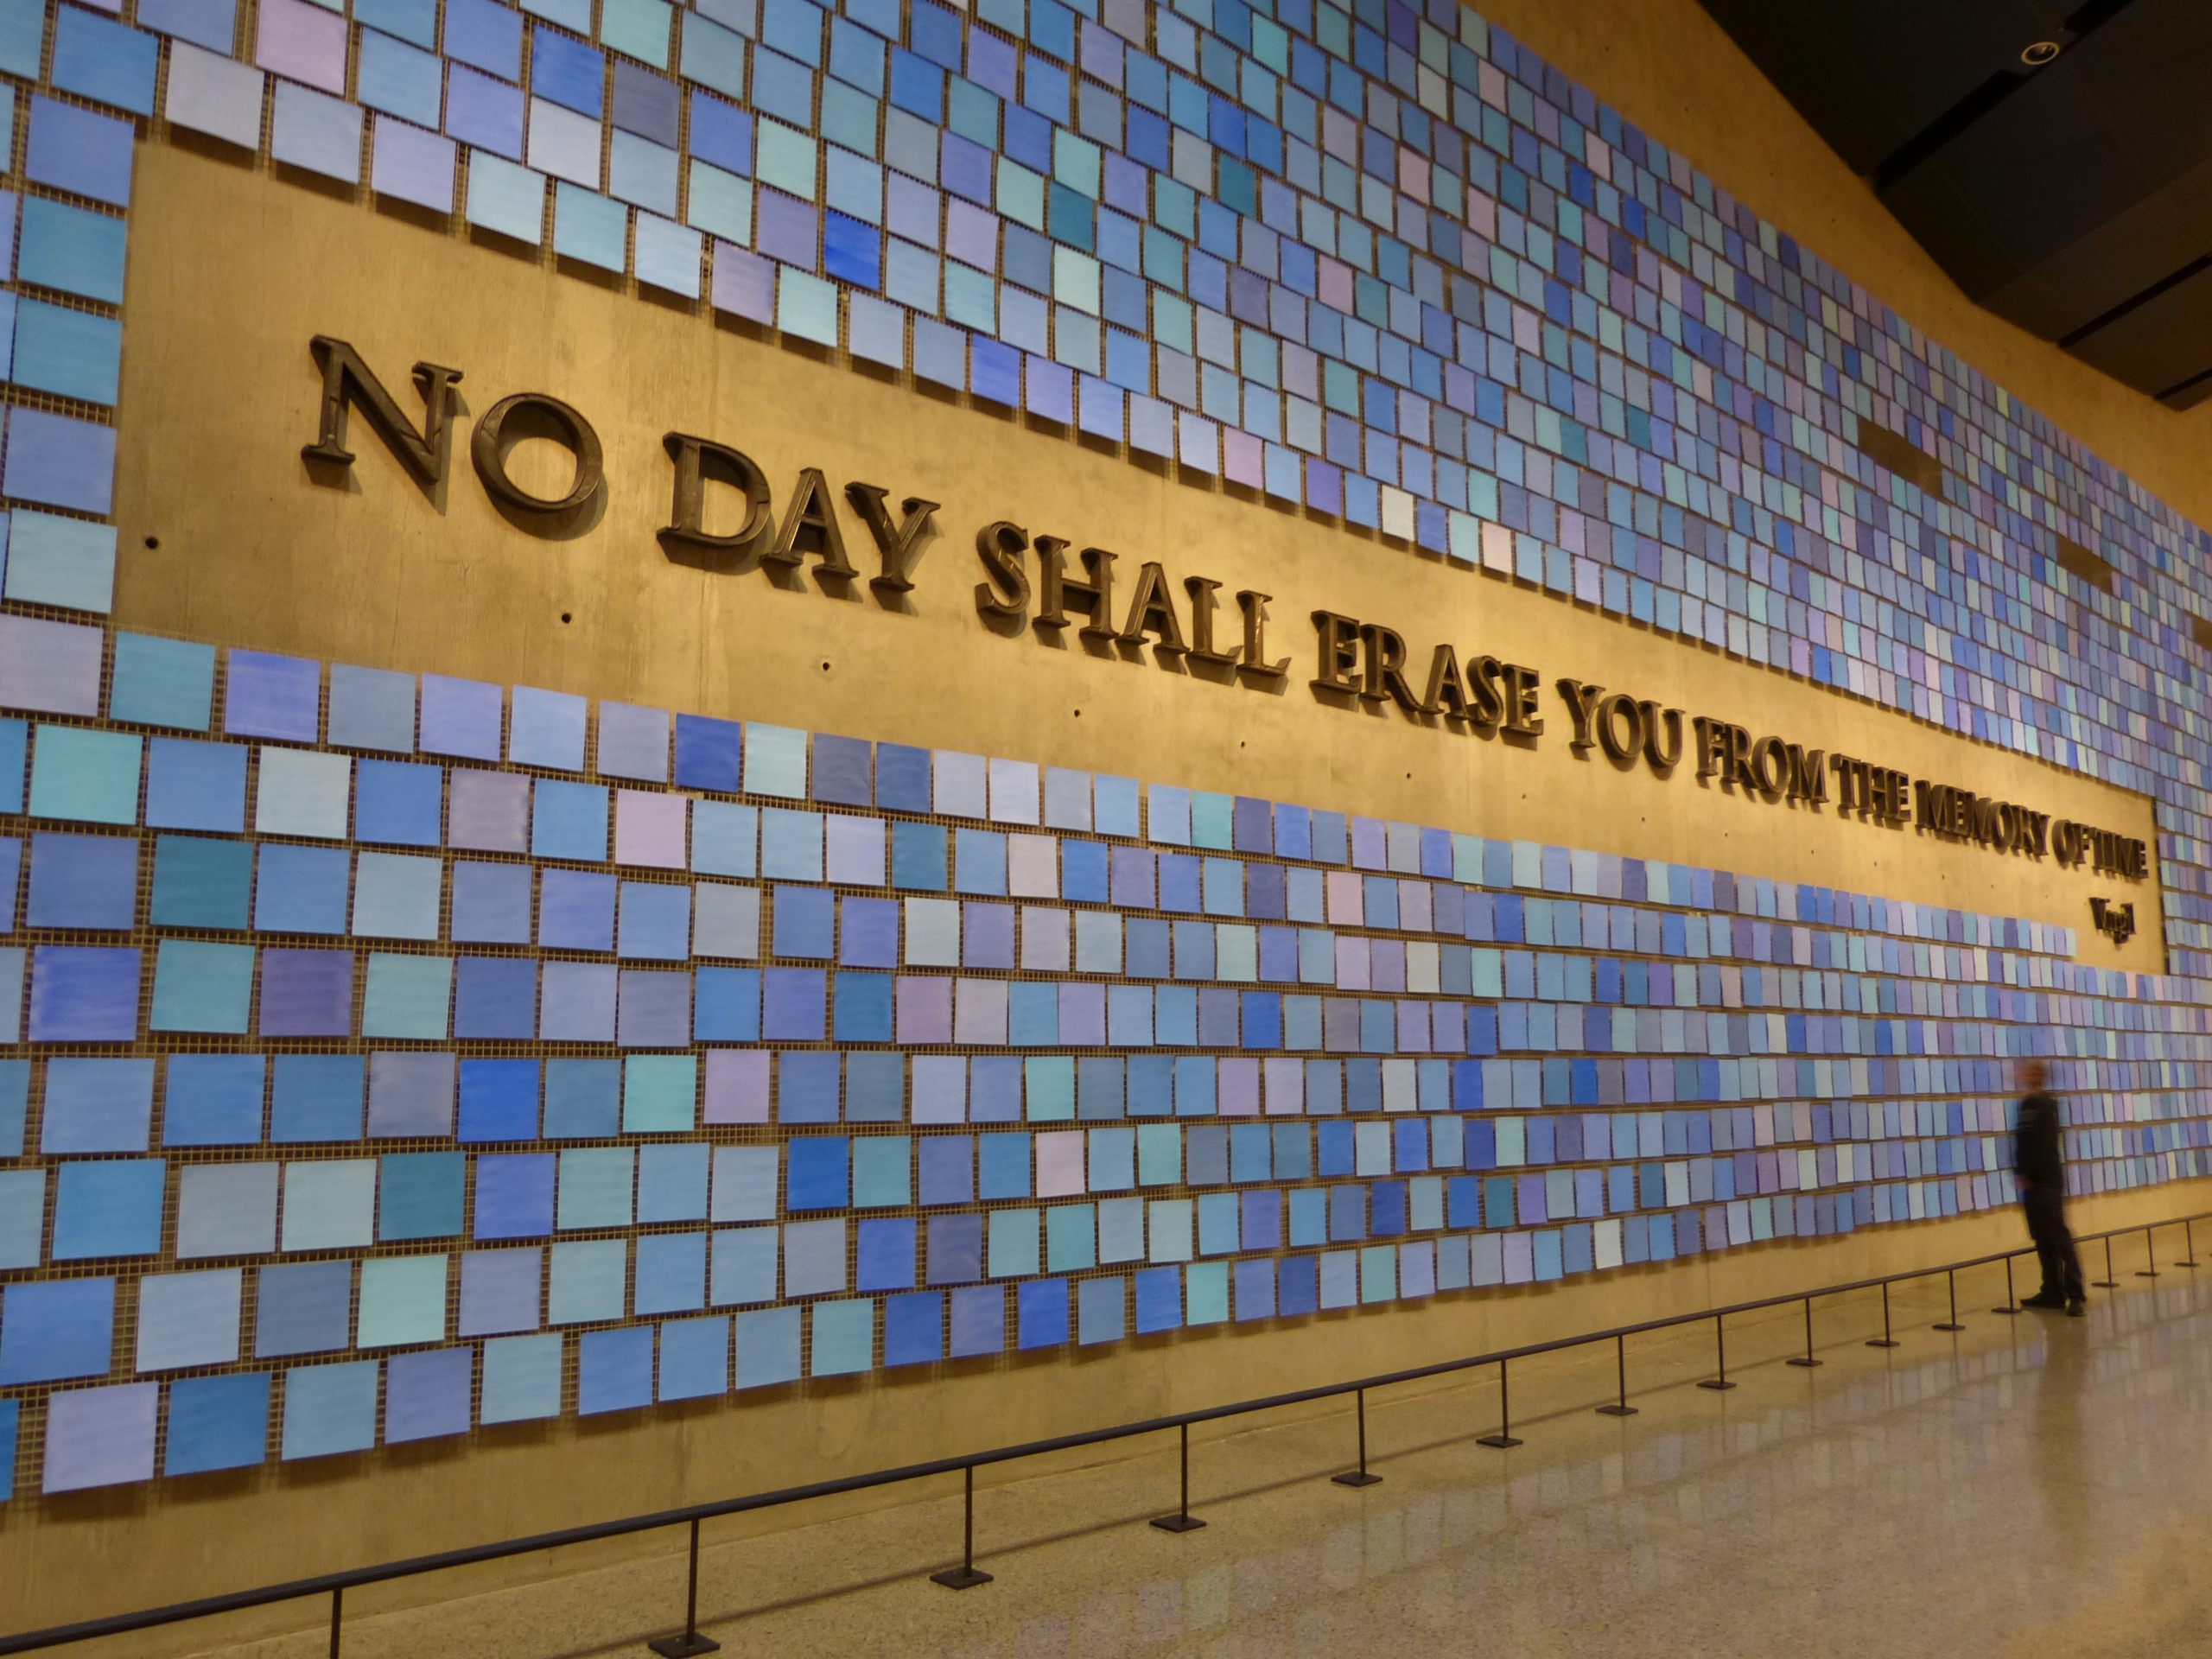 NO DAY SHALL ERASE YOU FROM THE MEMORY OF TIME
Virgil